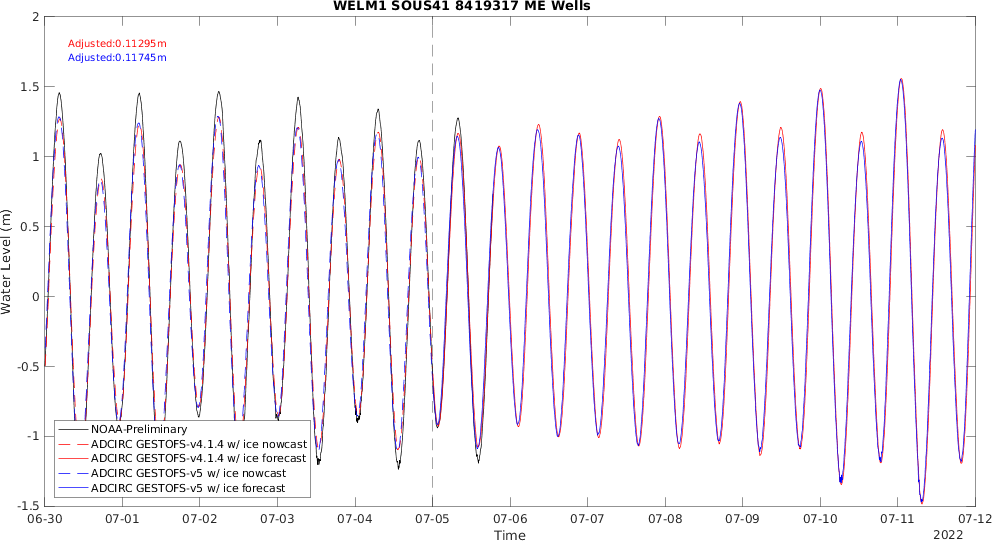 WELM1 SOUS41 8419317 ME Wells
Adjusted:0.11295m
Adjusted:0.11745m
2
1.5
1
0.5
0
-0.5
-1
-1.5
Water Level (m)
NOAA-Preliminary
ADCIRC GESTOFS-v4.1.4 w/ ice nowcast
ADCIRC GESTOFS-v4.1.4 w/ ice forecast
ADCIRC GESTOFS-v5 w/ ice nowcast
ADCIRC GESTOFS-v5 w/ ice forecast
06-30 07-01 07-02 07-03 07-04 07-05 07-06 07-07 07-08 07-09 07-10 07-11 07-12
Time
2022